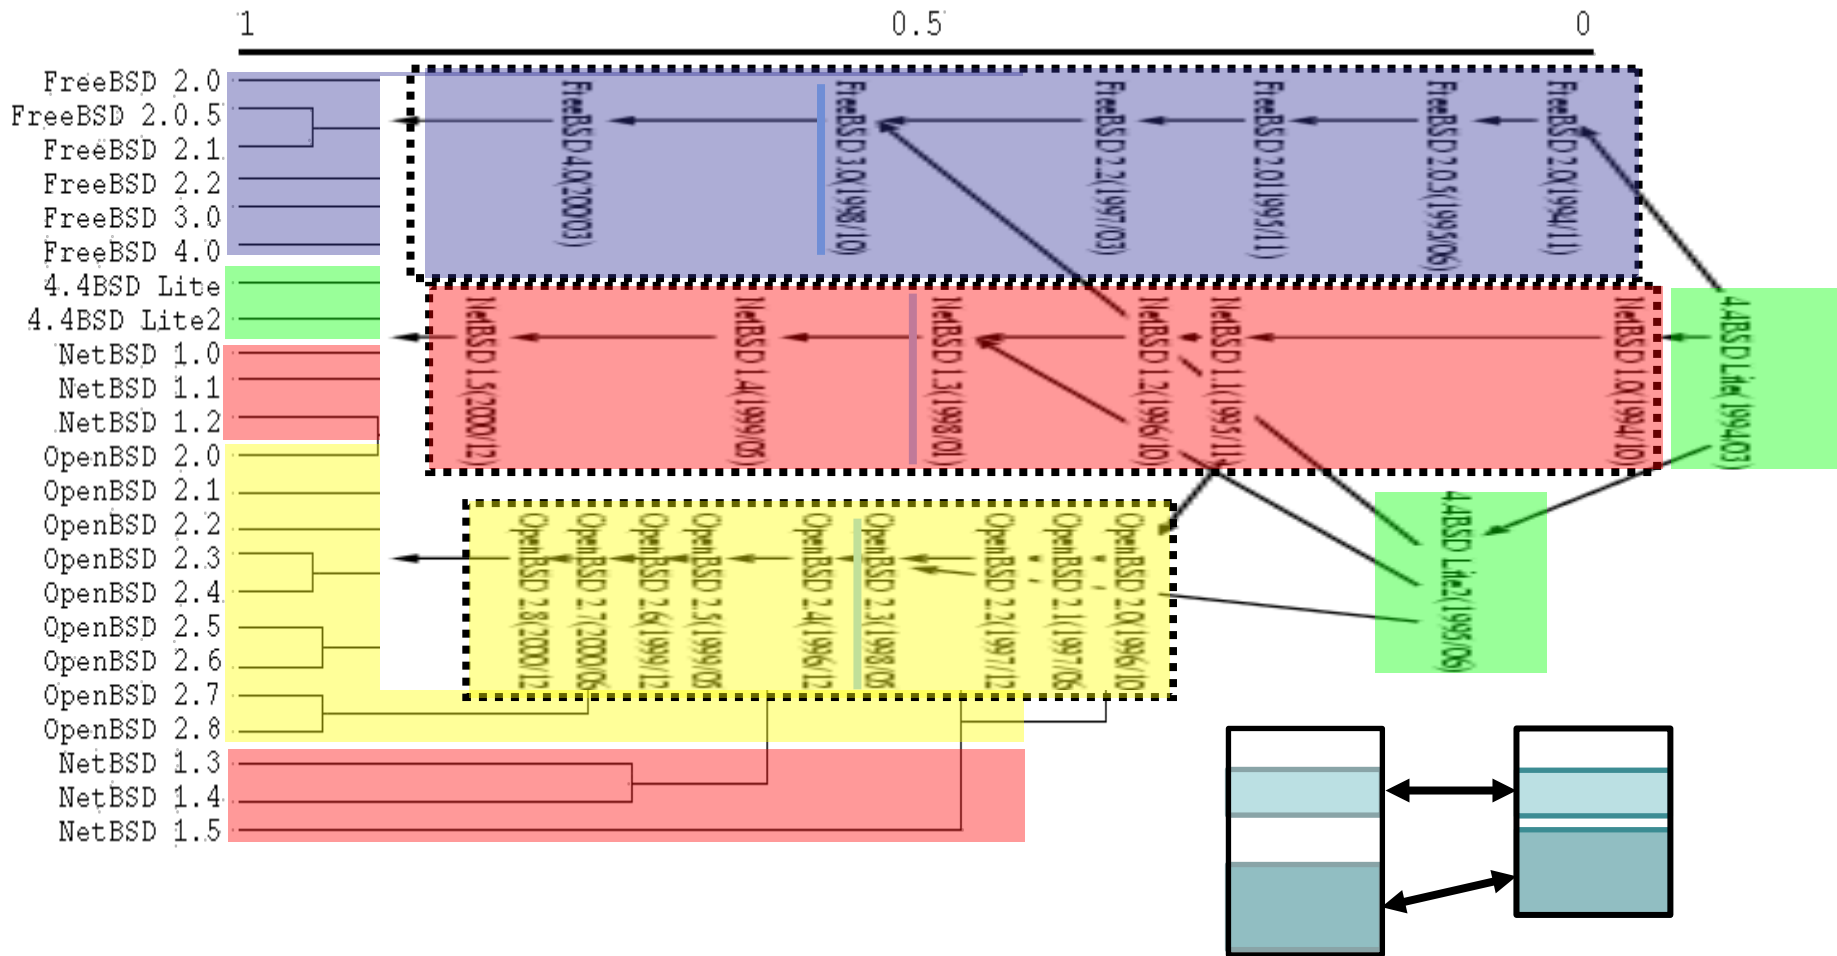 1 0.5 0
FreeBSD 2.0
FreeBSD 2.0.5
FreeBSD 2.1
FreeBSD 2.2
FreeBSD 3.0
FreeBSD 4.0
4.4BSD Lite
4.4BSD Lite2
NetBSD 1.0
NetBSD 1.1
NetBSD 1.2
OpenBSD 2.0
OpenBSD 2.1
OpenBSD 2.2
OpenBSD 2.3
OpenBSD 2.4
OpenBSD 2.5
OpenBSD 2.6
OpenBSD 2.7
OpenBSD 2.8
NetBSD 1.3
NetBSD 1.4
NetBSD 1.5
FreeBSD 4.0(2000/03)
FreeBSD 3.0(1998/10)
FreeBSD 2.2(1997/03)
FreeBSD 2.0.5(1995/06)
FreeBSD 2.0(1994/11)
NetBSD 1.5(2000/12)
NetBSD 1.4(1999/05)
NetBSD 1.3(1998/01)
NetBSD 1.2(1996/10)
NetBSD 1.1(1995/11)
NetBSD 1.0(1994/10)
4.4BSD Lite(1994/03)
OpenBSD 2.8(2000/12
OpenBSD 2.7(2000/06
OpenBSD 2.6(1999/12
OpenBSD 2.5(1999/05
OpenBSD 2.4(1996/12
OpenBSD 2.3(1998/05
OpenBSD 2.2(1997/12
OpenBSD 2.1(1997/06
OpenBSD 2.0(1996/10
4.4BSD Lite2(1995/06)